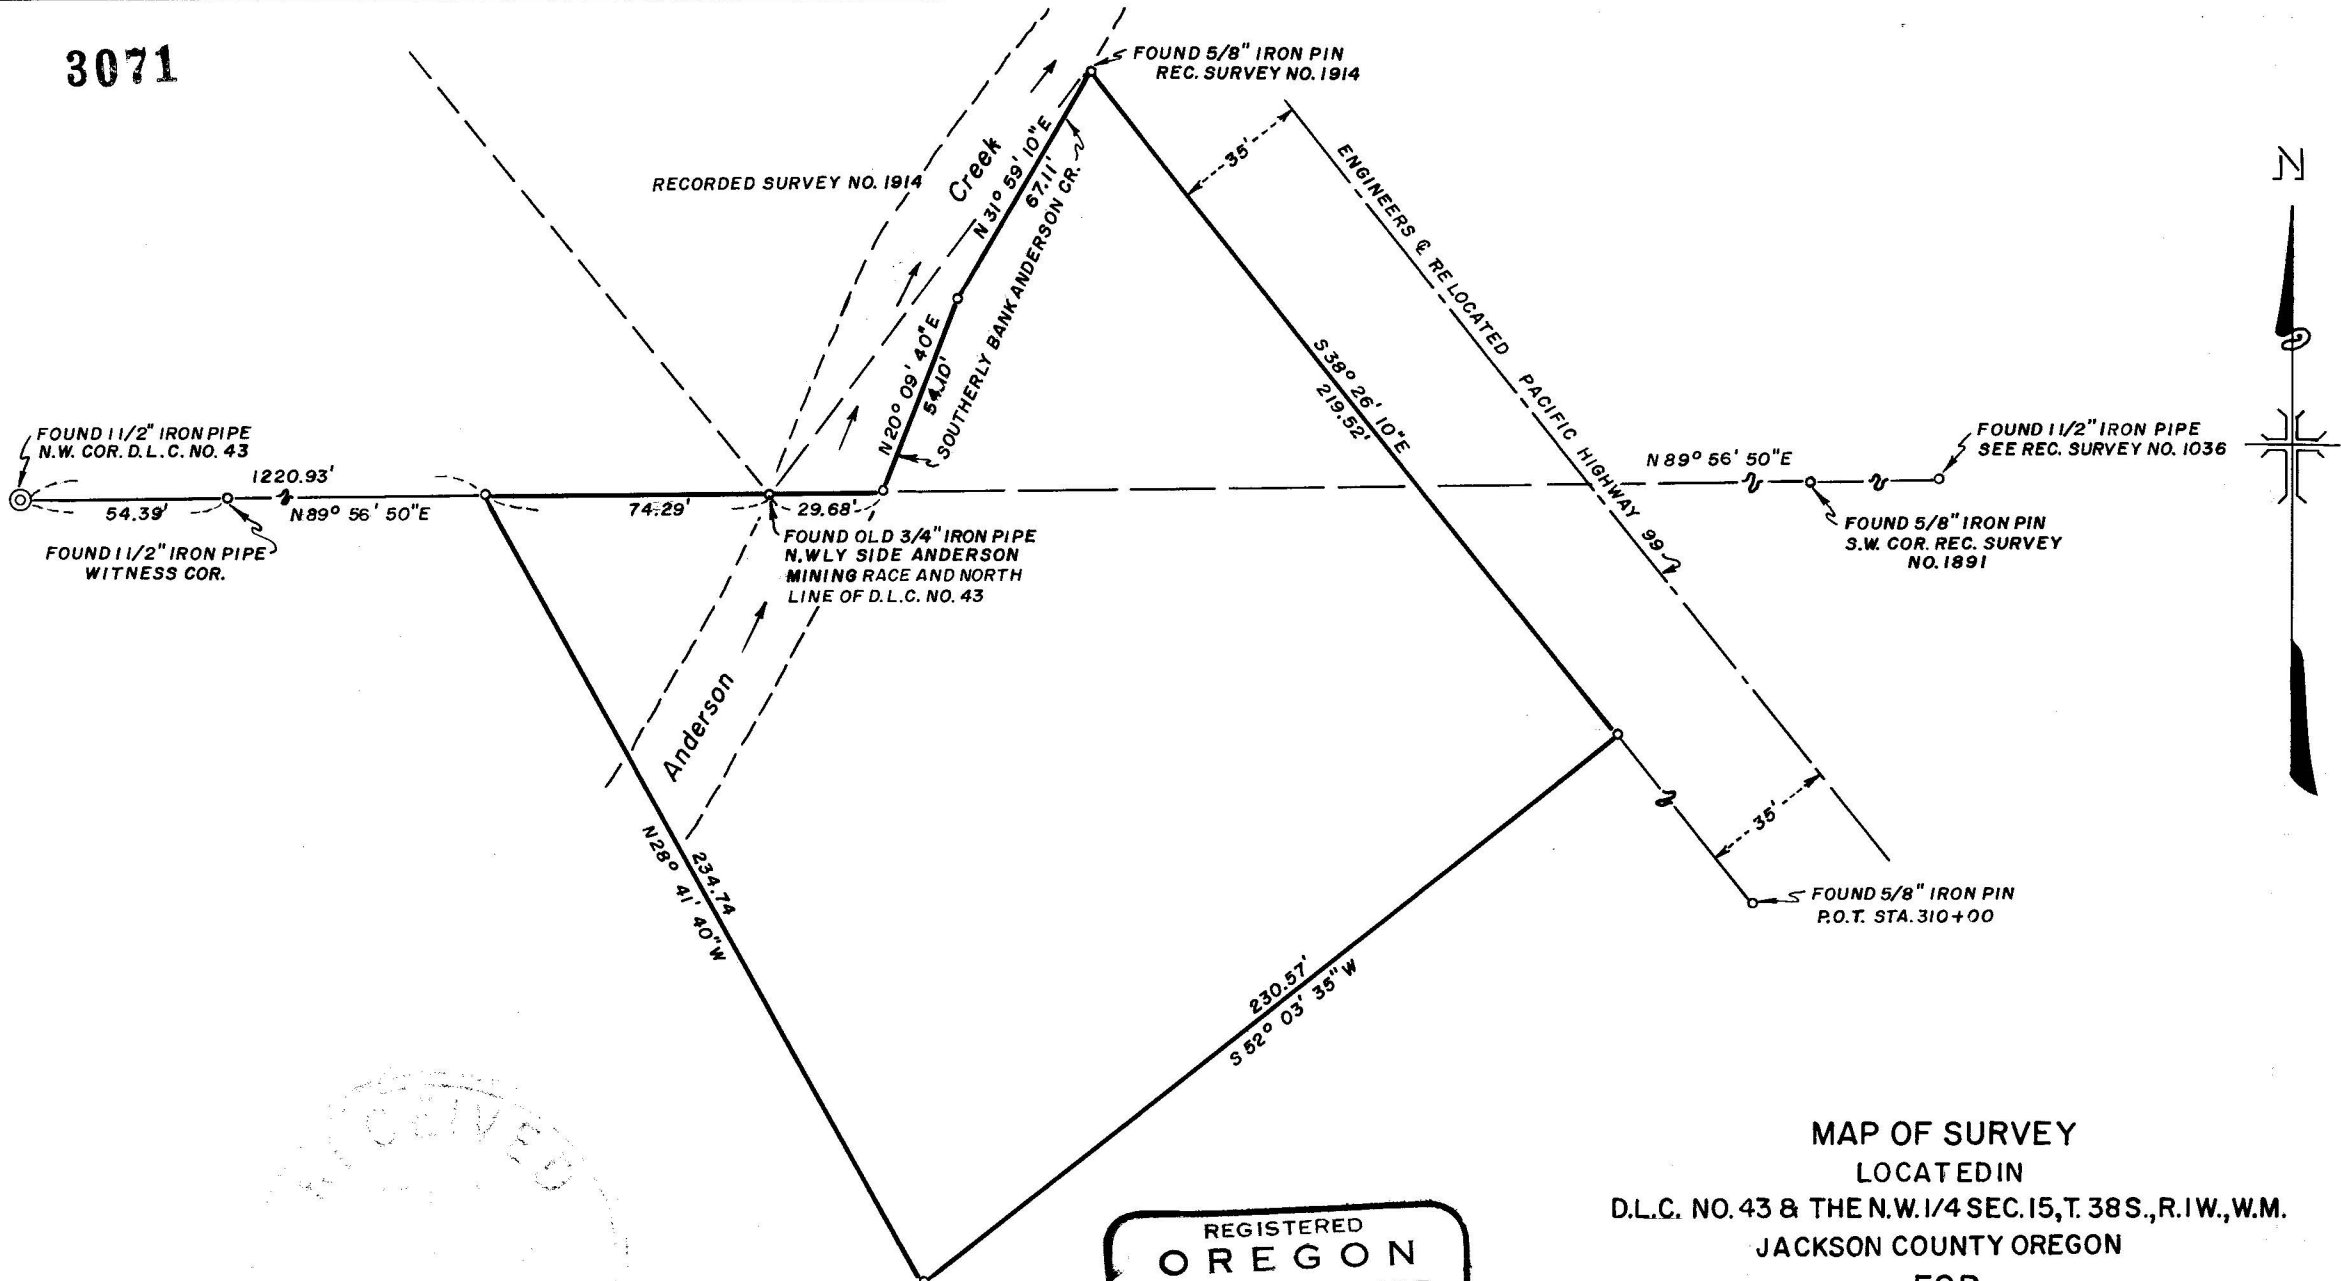 3071
FOUND 5/8" IRON PIN
REC. SURVEY NO. 1914
35'
ENGINEERS ℄ RELOCATED PACIFIC HIGHWAY 99
N
RECORDED SURVEY NO. 1914
Creek
N 31° 59' 10" E
67.11'
SOUTHERLY BANK ANDERSON CR.
N 20° 09' 40" E
54.10'
S 38° 26' 10" E
219.52'
FOUND 1 1/2" IRON PIPE
N.W. COR. D.L.C. NO. 43
1220.93'
54.39'
N 89° 56' 50" E
74.29'
29.68'
FOUND 1 1/2" IRON PIPE
WITNESS COR.
FOUND OLD 3/4" IRON PIPE
N.WLY SIDE ANDERSON
MINING RACE AND NORTH
LINE OF D.L.C. NO. 43
N 89° 56' 50" E
FOUND 1 1/2" IRON PIPE
SEE REC. SURVEY NO. 1036
FOUND 5/8" IRON PIN
S.W. COR. REC. SURVEY
NO. 1891
Anderson
234.74
N 28° 41' 40" W
35'
FOUND 5/8" IRON PIN
P.O.T. STA. 310+00
230.57'
S 52° 03' 35" W
RECEIVED
REGISTERED
OREGON
MAP OF SURVEY
LOCATED IN
D.L.C. NO. 43 & THE N.W. 1/4 SEC. 15, T. 38 S., R. 1 W., W.M.
JACKSON COUNTY OREGON
FOR